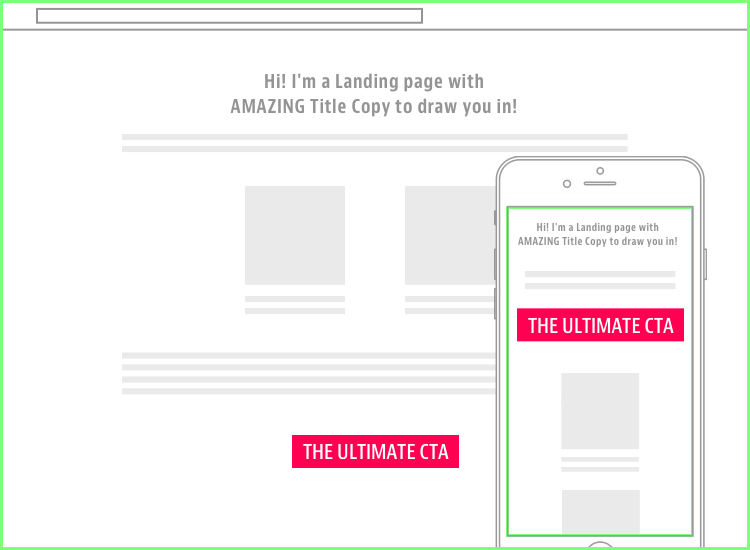 Hi! I'm a Landing page with
AMAZING Title Copy to draw you in!
THE ULTIMATE CTA
Hi! I'm a Landing page with
AMAZING Title Copy to draw you in!
THE ULTIMATE CTA